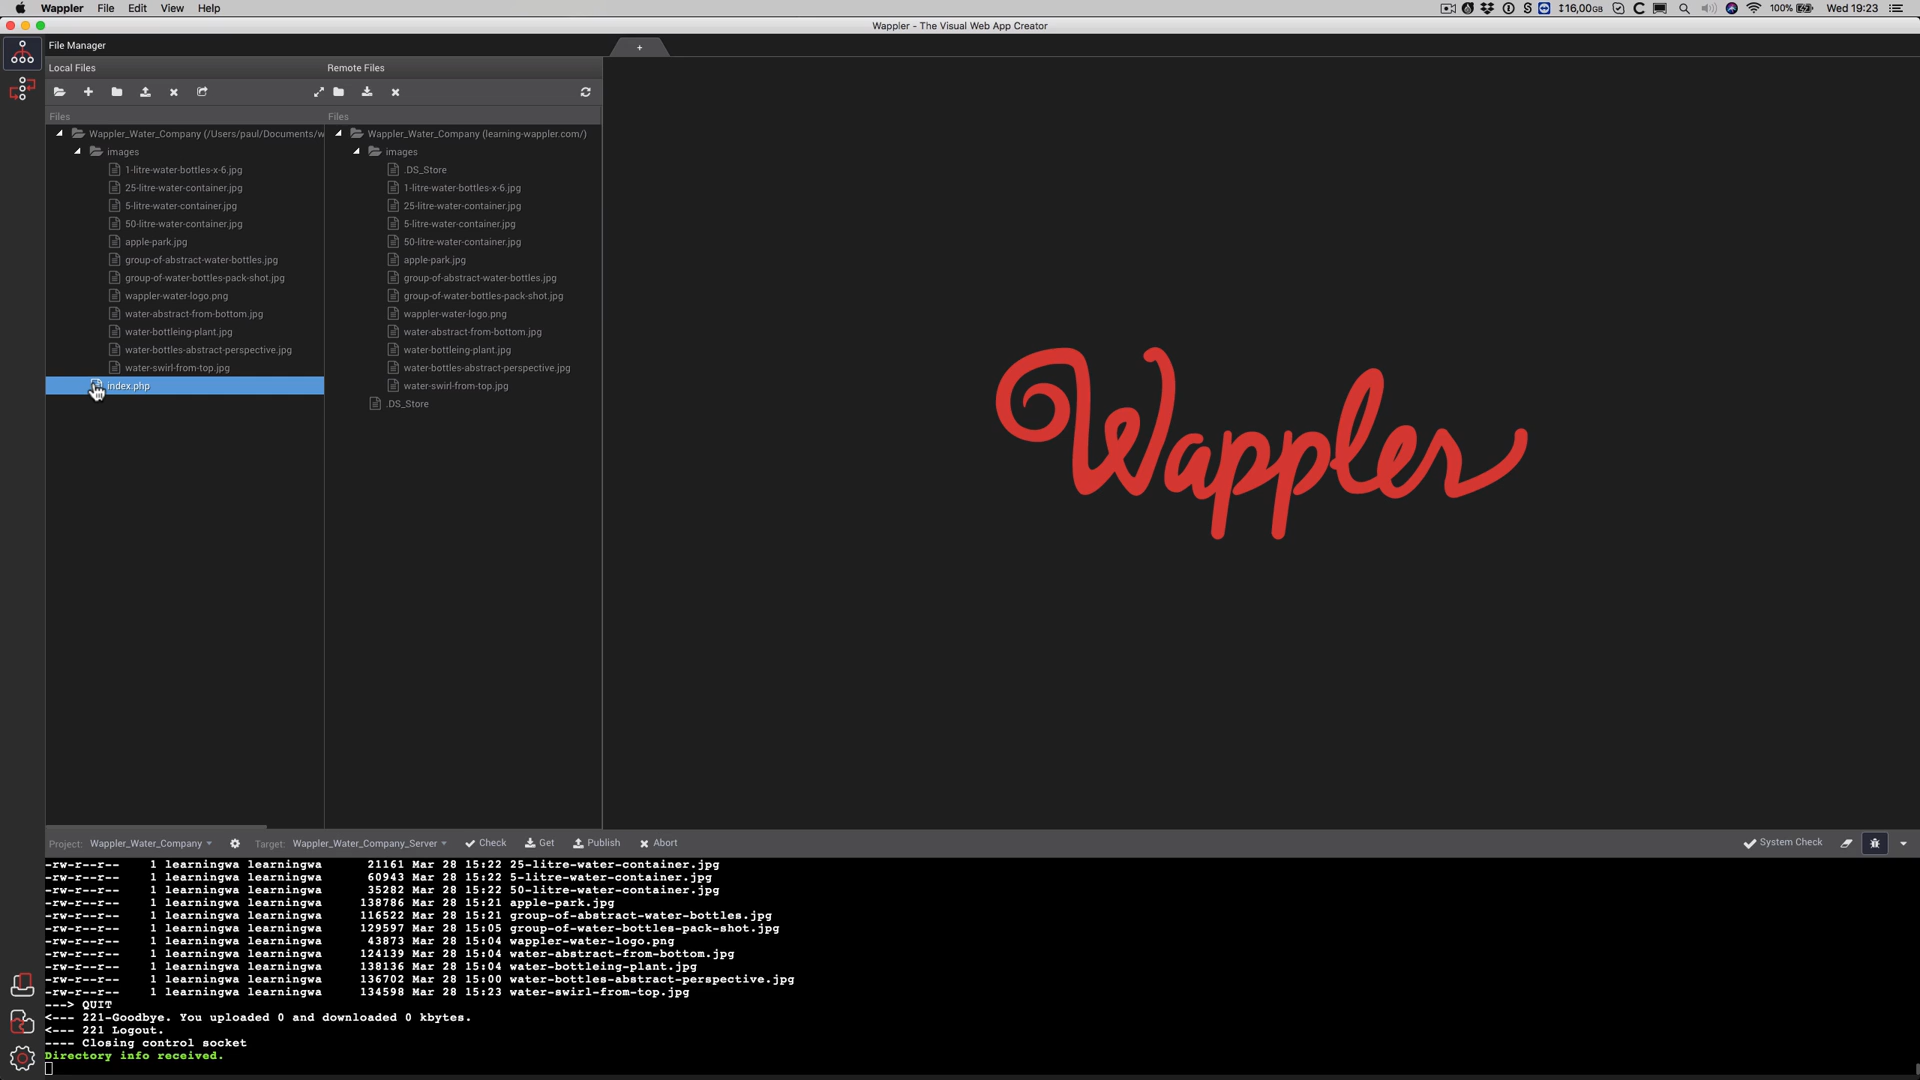 Wappler File Edit View Help
16,00GB 100% Wed 19:23
Wappler - The Visual Web App Creator
File Manager
+
Local Files Remote Files
Files Files
Wappler_Water_Company (/Users/paul/Documents/w
images
1-litre-water-bottles-x-6.jpg
25-litre-water-container.jpg
5-litre-water-container.jpg
50-litre-water-container.jpg
apple-park.jpg
group-of-abstract-water-bottles.jpg
group-of-water-bottles-pack-shot.jpg
wappler-water-logo.png
water-abstract-from-bottom.jpg
water-bottleing-plant.jpg
water-bottles-abstract-perspective.jpg
water-swirl-from-top.jpg
index.php
Wappler_Water_Company (learning-wappler.com/)
images
.DS_Store
1-litre-water-bottles-x-6.jpg
25-litre-water-container.jpg
5-litre-water-container.jpg
50-litre-water-container.jpg
apple-park.jpg
group-of-abstract-water-bottles.jpg
group-of-water-bottles-pack-shot.jpg
wappler-water-logo.png
water-abstract-from-bottom.jpg
water-bottleing-plant.jpg
water-bottles-abstract-perspective.jpg
water-swirl-from-top.jpg
.DS_Store
Wappler
Project: Wappler_Water_Company Target: Wappler_Water_Company_Server Check Get Publish Abort System Check
-rw-r--r-- 1 learningwa learningwa 21161 Mar 28 15:22 25-litre-water-container.jpg
-rw-r--r-- 1 learningwa learningwa 60943 Mar 28 15:22 5-litre-water-container.jpg
-rw-r--r-- 1 learningwa learningwa 35282 Mar 28 15:22 50-litre-water-container.jpg
-rw-r--r-- 1 learningwa learningwa 138786 Mar 28 15:21 apple-park.jpg
-rw-r--r-- 1 learningwa learningwa 116522 Mar 28 15:21 group-of-abstract-water-bottles.jpg
-rw-r--r-- 1 learningwa learningwa 129597 Mar 28 15:05 group-of-water-bottles-pack-shot.jpg
-rw-r--r-- 1 learningwa learningwa 43873 Mar 28 15:04 wappler-water-logo.png
-rw-r--r-- 1 learningwa learningwa 124139 Mar 28 15:04 water-abstract-from-bottom.jpg
-rw-r--r-- 1 learningwa learningwa 138136 Mar 28 15:04 water-bottleing-plant.jpg
-rw-r--r-- 1 learningwa learningwa 136702 Mar 28 15:00 water-bottles-abstract-perspective.jpg
-rw-r--r-- 1 learningwa learningwa 134598 Mar 28 15:23 water-swirl-from-top.jpg
---> QUIT
<--- 221-Goodbye. You uploaded 0 and downloaded 0 kbytes.
<--- 221 Logout.
---- Closing control socket
Directory info received.